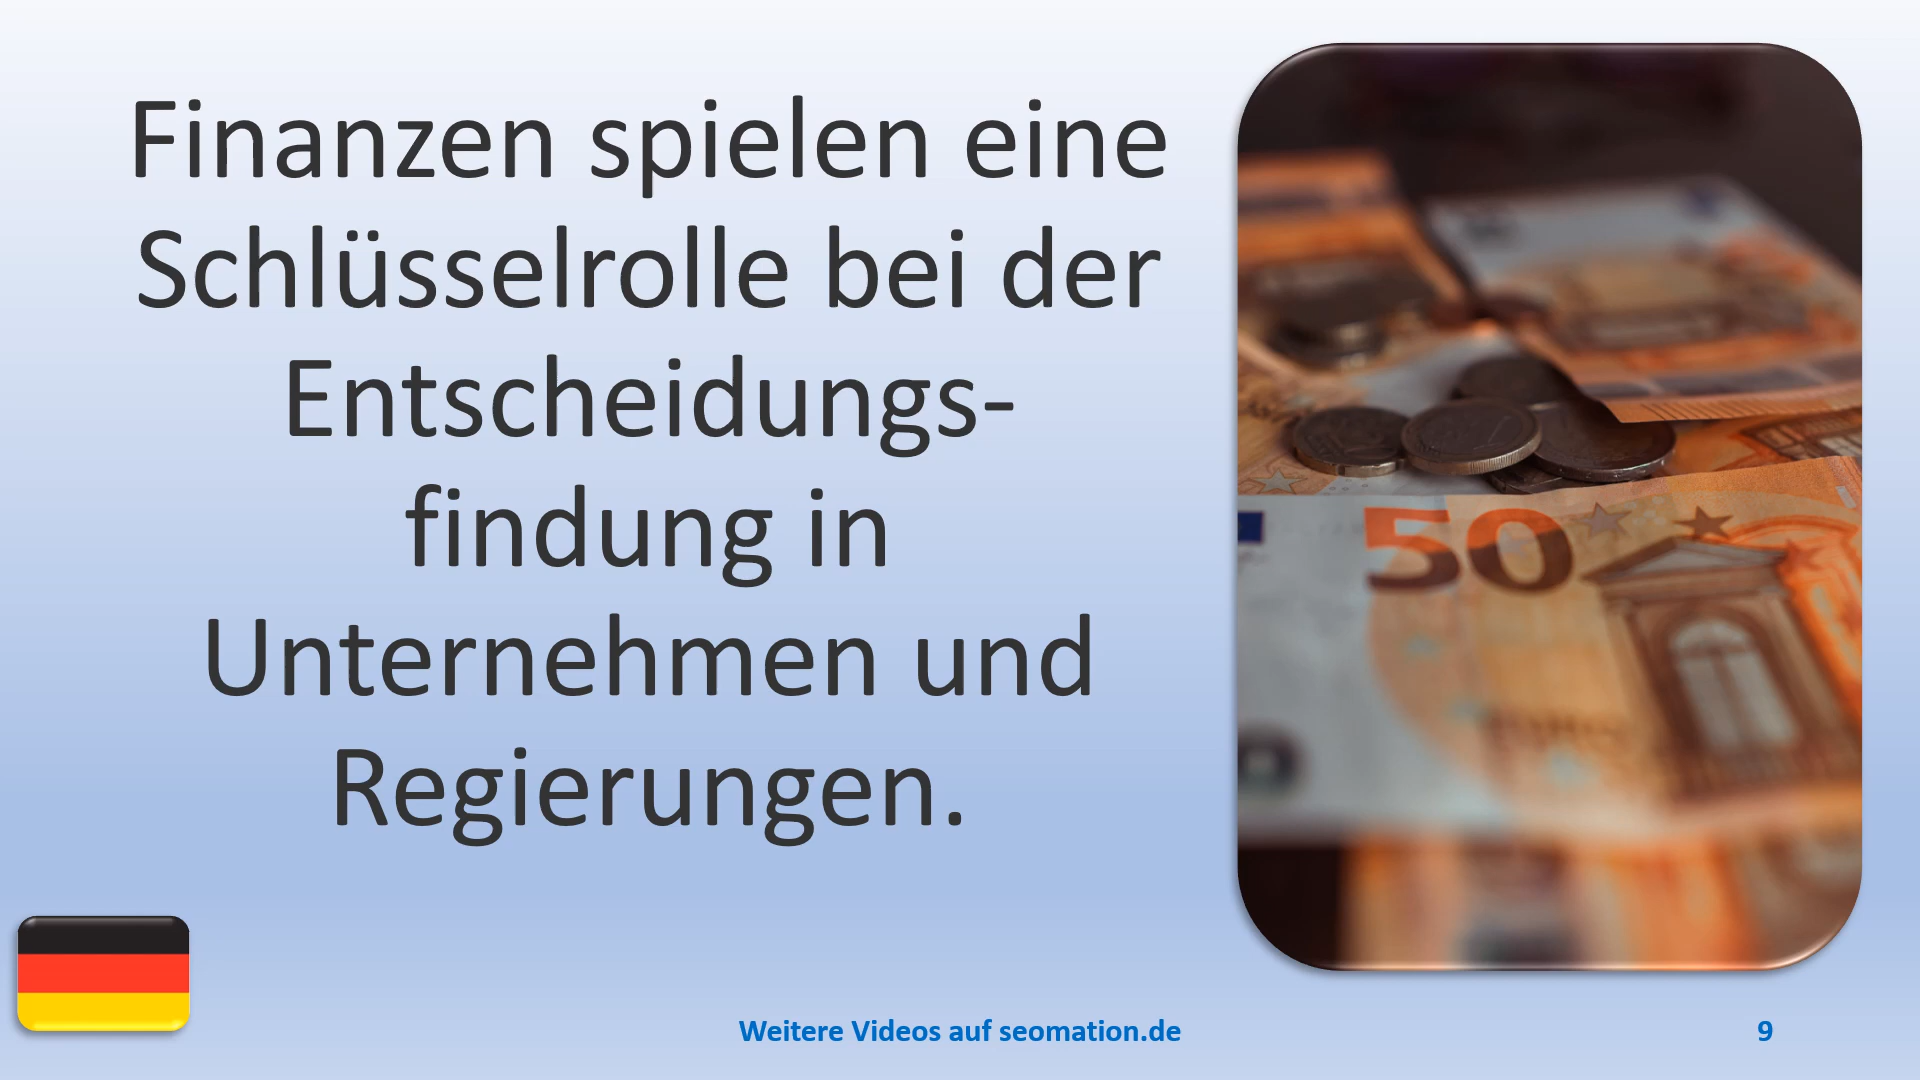 Finanzen spielen eine
Schlüsselrolle bei der
Entscheidungs-
findung in
Unternehmen und
Regierungen.
50
Weitere Videos auf seomation.de
9